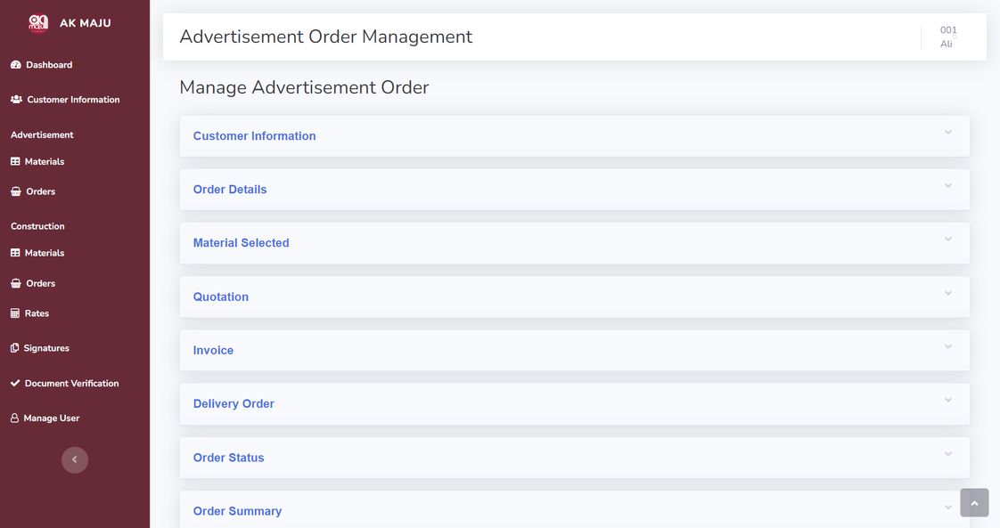 AK MAJU
Dashboard
Customer Information
Advertisement
Materials
Orders
Construction
Materials
Orders
Rates
Signatures
Document Verification
Manage User
Advertisement Order Management
001
Ali
Manage Advertisement Order
Customer Information
Order Details
Material Selected
Quotation
Invoice
Delivery Order
Order Status
Order Summary